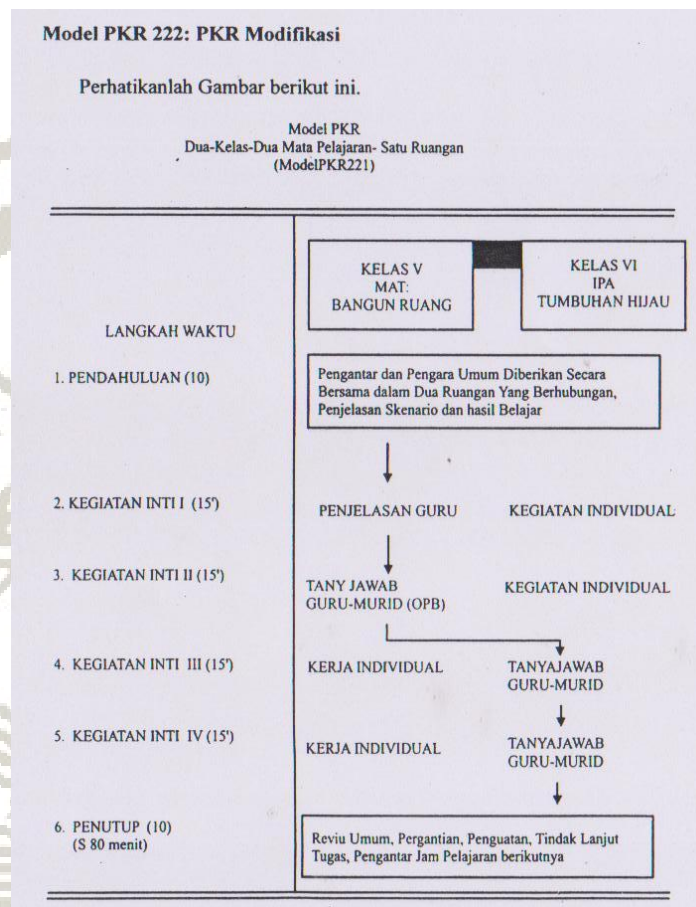 Model PKR 222: PKR Modifikasi
Perhatikanlah Gambar berikut ini.
Model PKR
Dua-Kelas-Dua Mata Pelajaran- Satu Ruangan
(ModelPKR221)
LANGKAH WAKTU
KELAS V
MAT:
BANGUN RUANG
KELAS VI
IPA
TUMBUHAN HIJAU
1. PENDAHULUAN (10)
Pengantar dan Pengara Umum Diberikan Secara
Bersama dalam Dua Ruangan Yang Berhubungan,
Penjelasan Skenario dan hasil Belajar
2. KEGIATAN INTI I (15')
PENJELASAN GURU
KEGIATAN INDIVIDUAL
3. KEGIATAN INTI II (15')
TANY JAWAB
GURU-MURID (OPB)
KEGIATAN INDIVIDUAL
4. KEGIATAN INTI III (15')
KERJA INDIVIDUAL
TANYAJAWAB
GURU-MURID
5. KEGIATAN INTI IV (15')
KERJA INDIVIDUAL
TANYAJAWAB
GURU-MURID
6. PENUTUP (10)
(S 80 menit)
Reviu Umum, Pergantian, Penguatan, Tindak Lanjut
Tugas, Pengantar Jam Pelajaran berikutnya